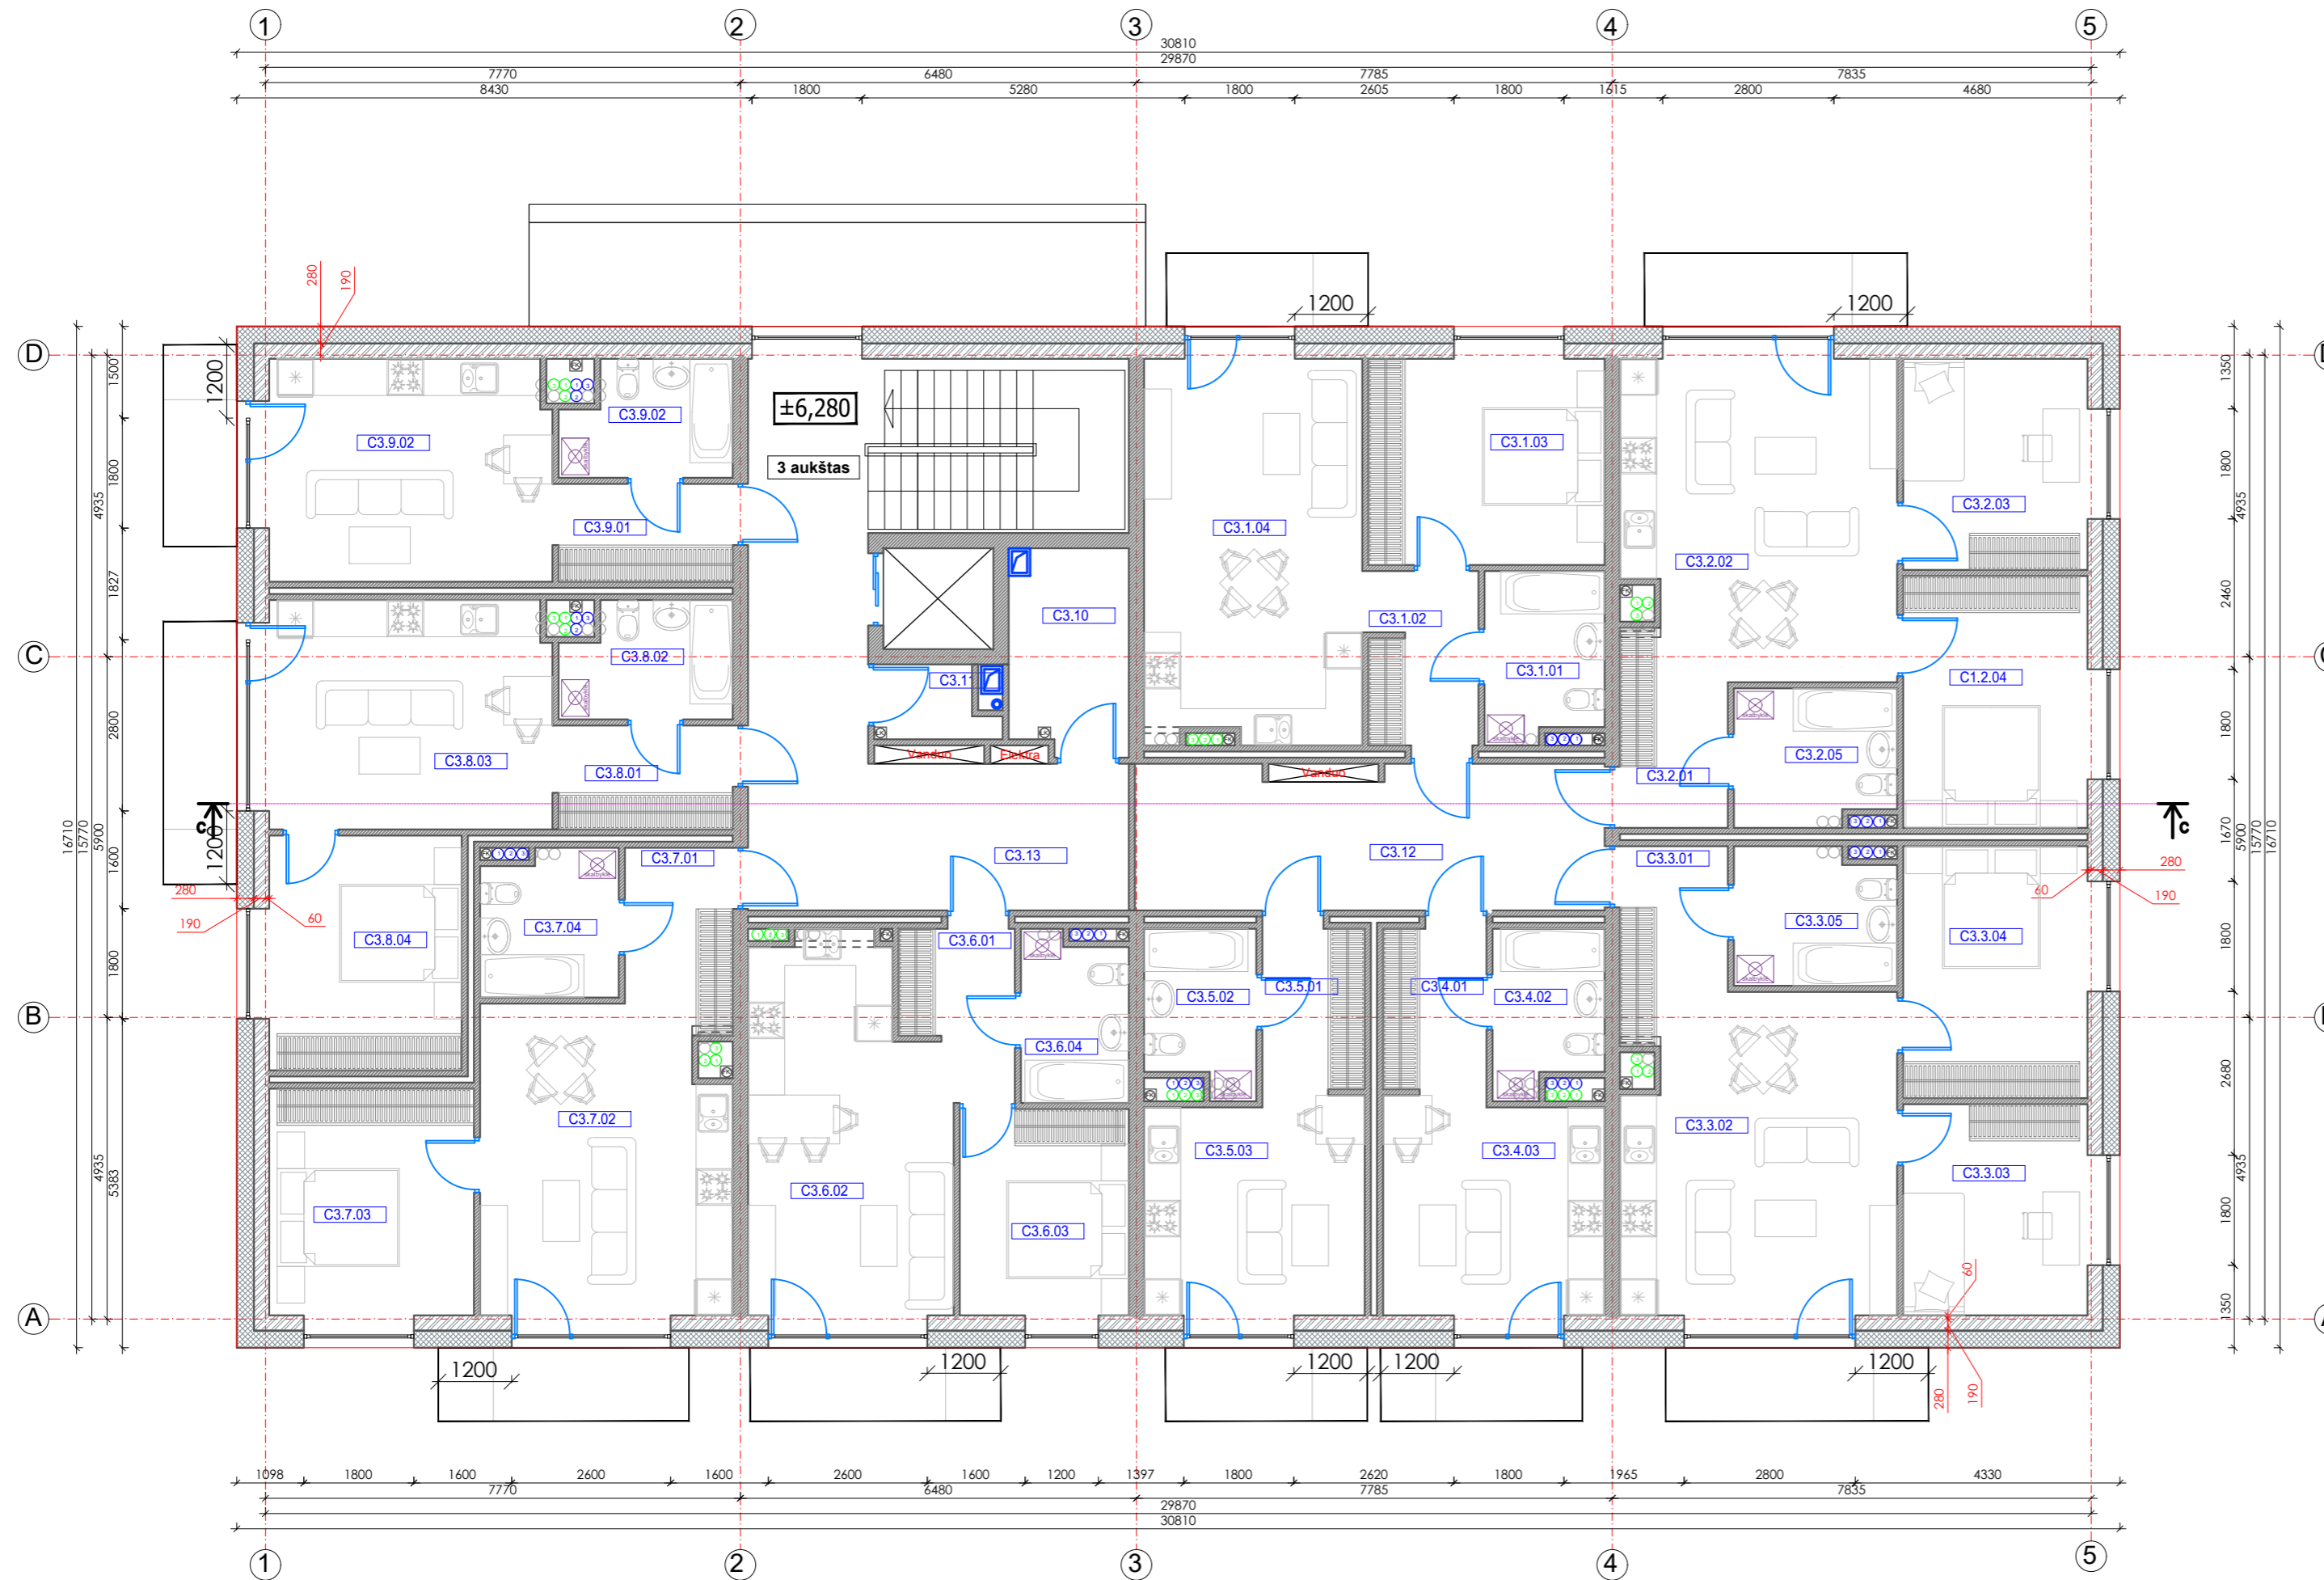 1 2 3 4 5
30810
29870
7770 6480 7785 7835
8430 1800 5280 1800 2605 1800 1615 2800 4680
280 190
1200 1200
D
1200
1500
1350
±6,280
3 aukštas
C3.9.02
C3.9.02
C3.9.01
C3.1.04
C3.1.03
C3.2.03
C3.2.02
1800
4935
1827
1800
4935
2460
C3.10
C3.1.02
C3.1.01
C3.11
C
C3.8.02
C3.8.03
C3.8.01
C1.2.04
C3.2.05
C3.2.01
Vanduo Elektra
Vanduo
2800
1800
c
c
1200
16710
15770
5900
1600
1670
5900
15770
16710
C3.7.01
C3.13
C3.12
C3.3.01
280
190
60
280
190
60
C3.8.04
C3.7.04
C3.6.01
C3.3.05
C3.3.04
1800
1800
C3.5.01
C3.4.01
C3.5.02
C3.4.02
B
C3.6.04
2680
C3.7.02
C3.3.02
C3.5.03
C3.4.03
C3.3.03
C3.6.02
C3.7.03
C3.6.03
4935
5383
4935
1800
1350
60
A
1200 1200 1200 1200 1200
280 190
1098 1800 1600 2600 1600 2600 1600 1200 1397 1800 2620 1800 1965 2800 4330
7770 6480 7785 7835
29870
30810
1 2 3 4 5